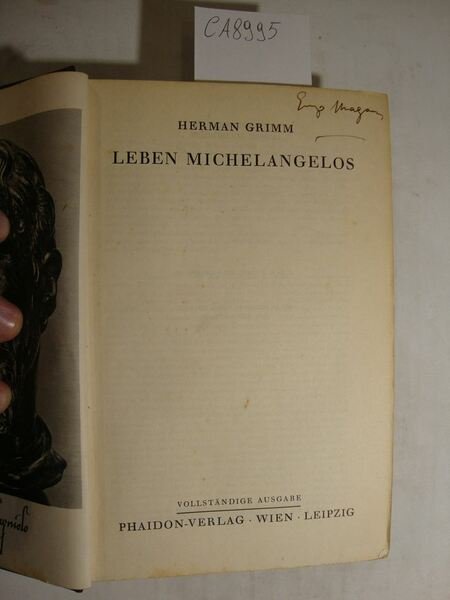 CA8995
HERMAN GRIMM
LEBEN MICHELANGELOS
VOLLSTÄNDIGE AUSGABE
PHAIDON-VERLAG · WIEN · LEIPZIG